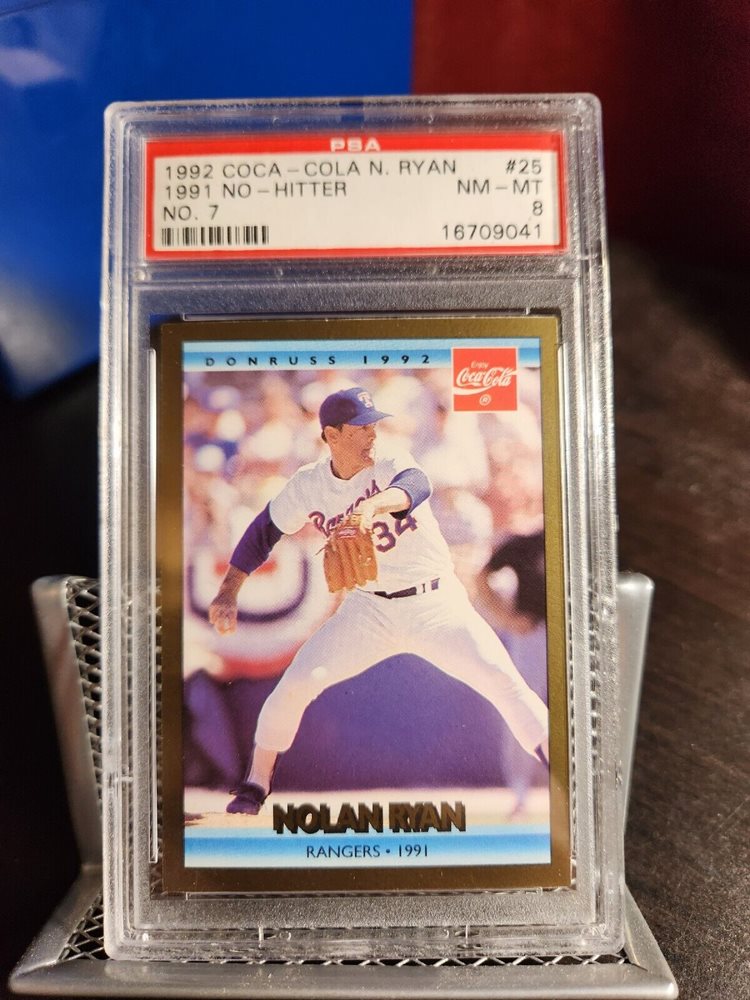 PSA
1992 COCA-COLA N. RYAN #25
1991 NO-HITTER NM-MT
NO. 7 8
16709041
DONRUSS 1992
Enjoy
Coca-Cola
®
T
Rangers
34
NOLAN RYAN
RANGERS • 1991